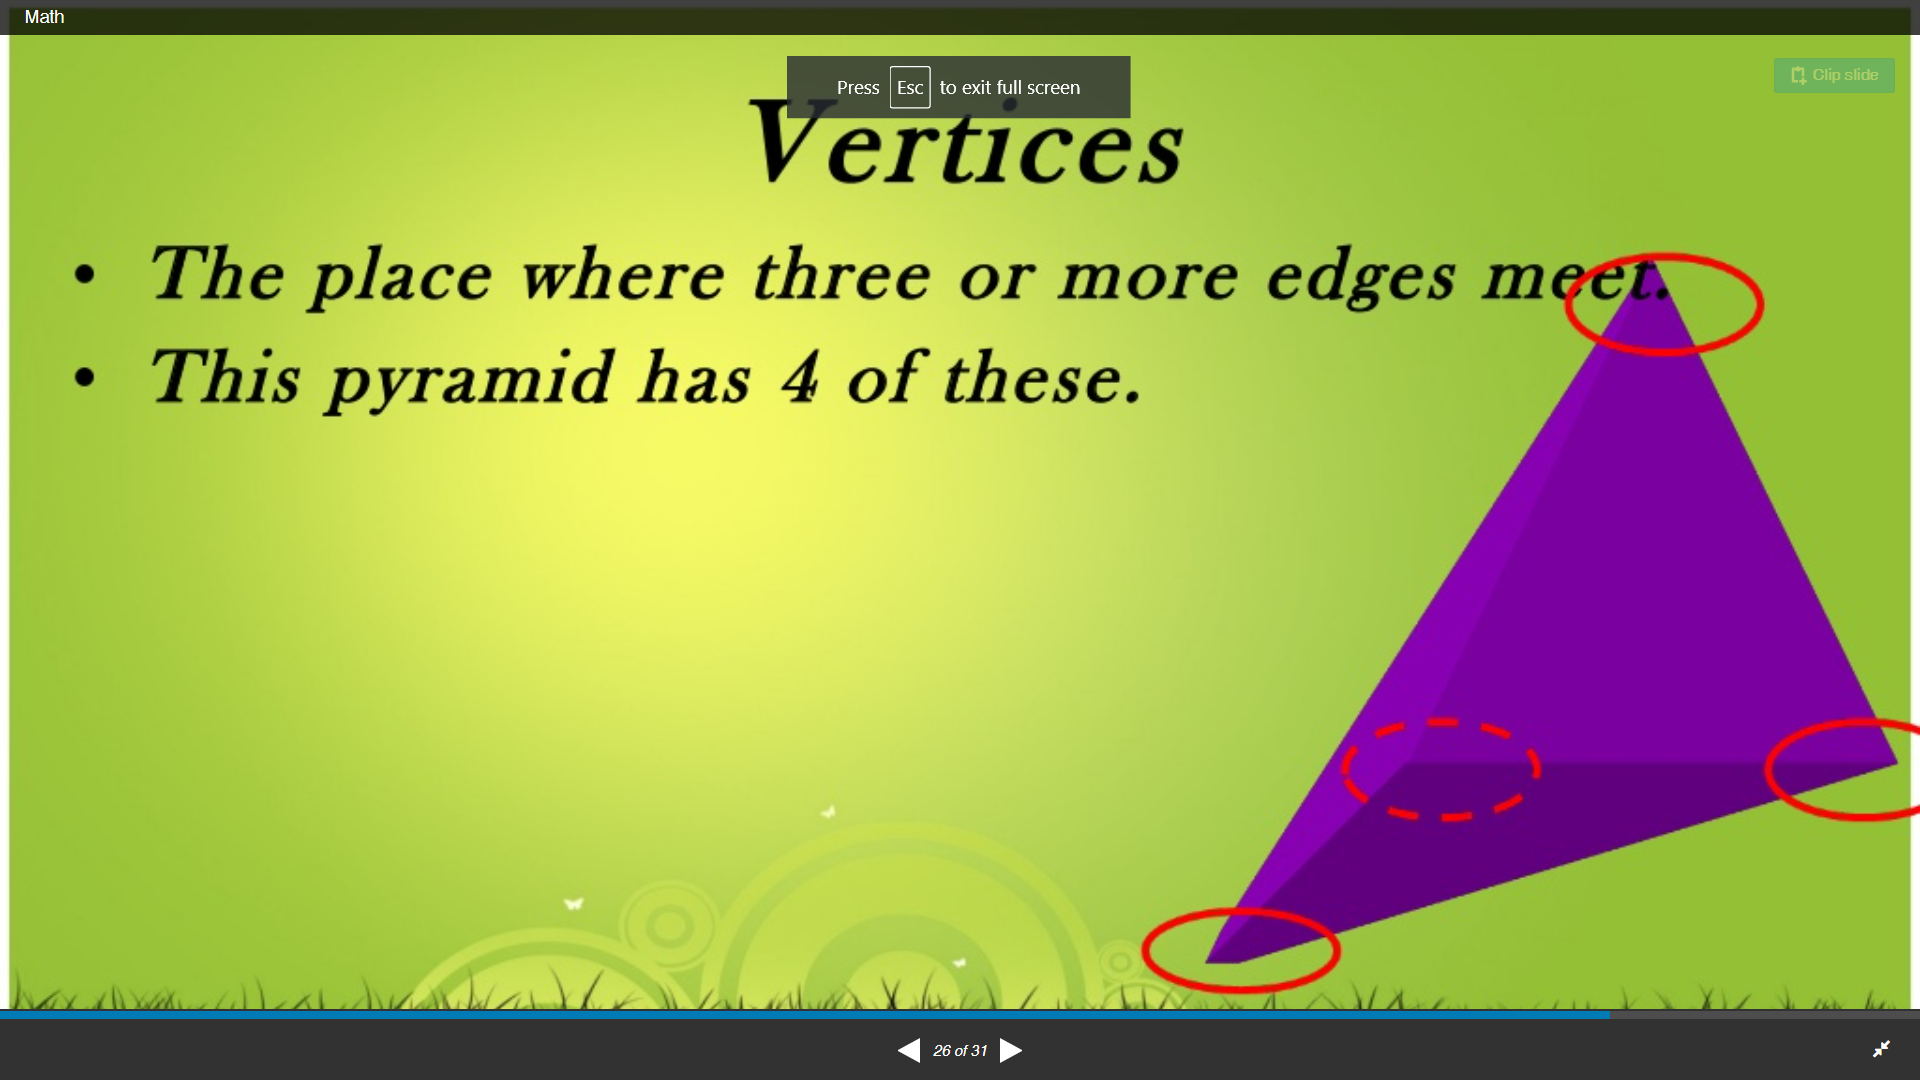 Math
Press Esc to exit full screen
Clip slide
Vertices
• The place where three or more edges meet.
• This pyramid has 4 of these.
26 of 31